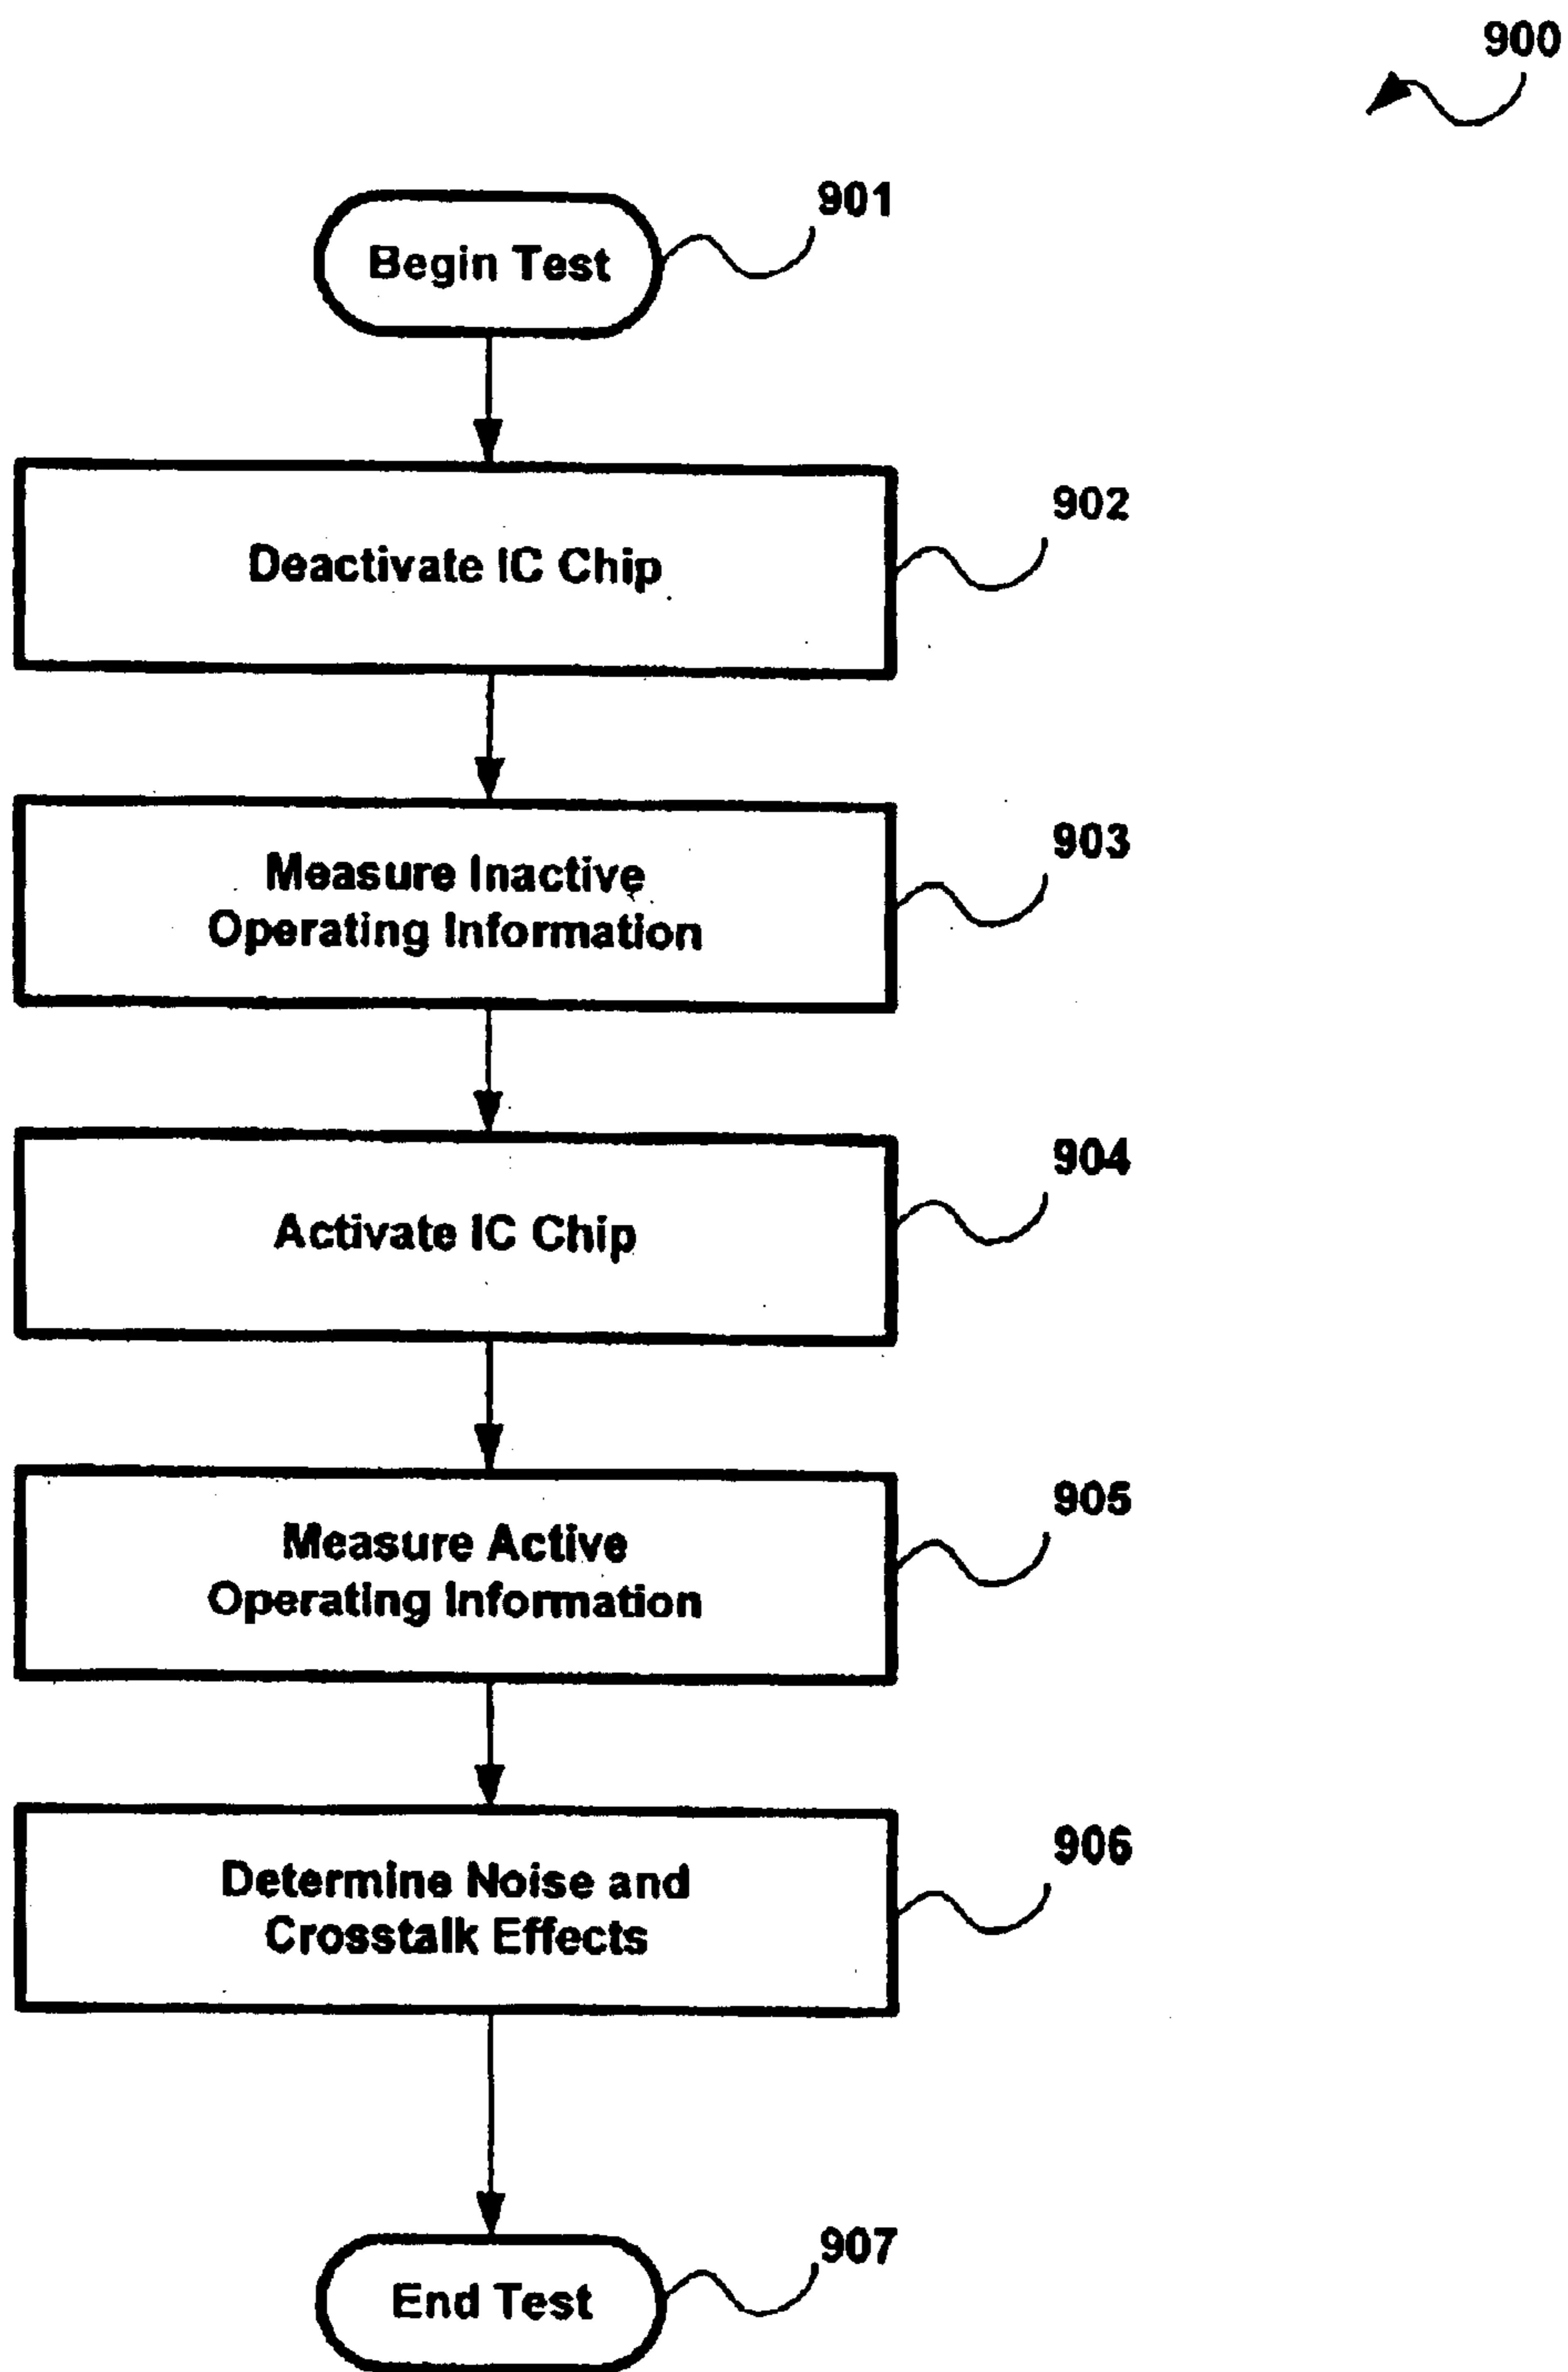 900
901
Begin Test
902
Deactivate IC Chip
903
Measure Inactive
Operating Information
904
Activate IC Chip
905
Measure Active
Operating Information
906
Determine Noise and
Crosstalk Effects
907
End Test